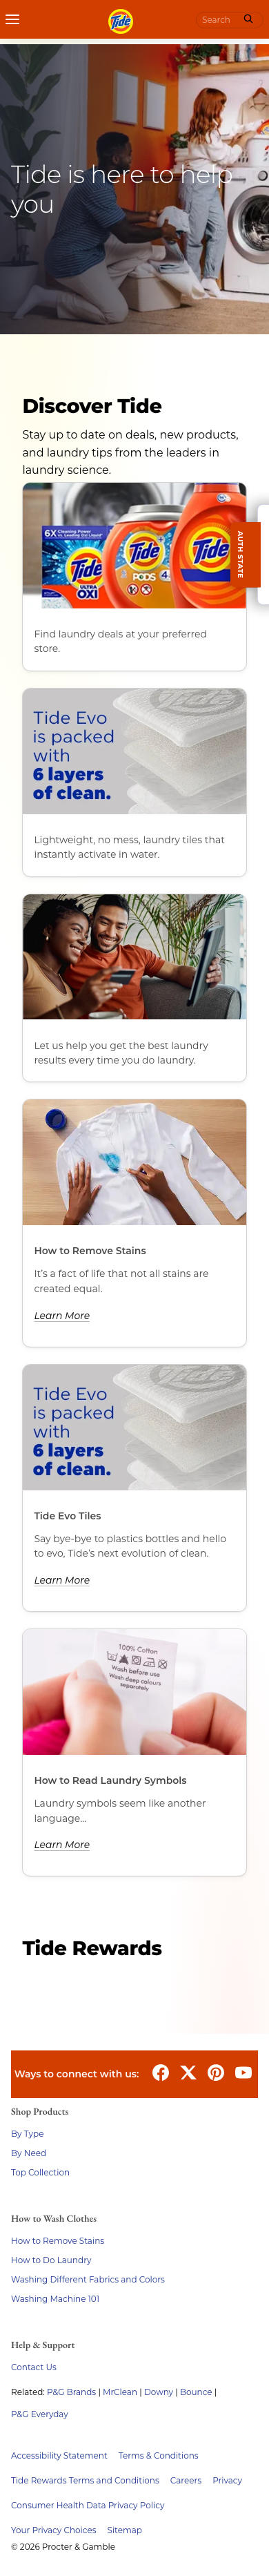 Tide
Search
Tide is here to help
you
Discover Tide
Stay up to date on deals, new products,
and laundry tips from the leaders in
laundry science.
AUTH STATE
6X Cleaning Power
Tide
ULTRA
OXI
Tide
PODS
4
Tide
Find laundry deals at your preferred
store.
Tide Evo
is packed
with
6 layers
of clean.
Lightweight, no mess, laundry tiles that
instantly activate in water.
Let us help you get the best laundry
results every time you do laundry.
How to Remove Stains
It’s a fact of life that not all stains are
created equal.
Learn More
Tide Evo
is packed
with
6 layers
of clean.
Tide Evo Tiles
Say bye-bye to plastics bottles and hello
to evo, Tide’s next evolution of clean.
Learn More
100% Cotton
Wash before use
Wash deep colours
separately
How to Read Laundry Symbols
Laundry symbols seem like another
language...
Learn More
Tide Rewards
Ways to connect with us:
Shop Products
By Type
By Need
Top Collection
How to Wash Clothes
How to Remove Stains
How to Do Laundry
Washing Different Fabrics and Colors
Washing Machine 101
Help & Support
Contact Us
Related: P&G Brands | MrClean | Downy | Bounce |
P&G Everyday
Accessibility Statement Terms & Conditions
Tide Rewards Terms and Conditions Careers Privacy
Consumer Health Data Privacy Policy
Your Privacy Choices Sitemap
© 2026 Procter & Gamble